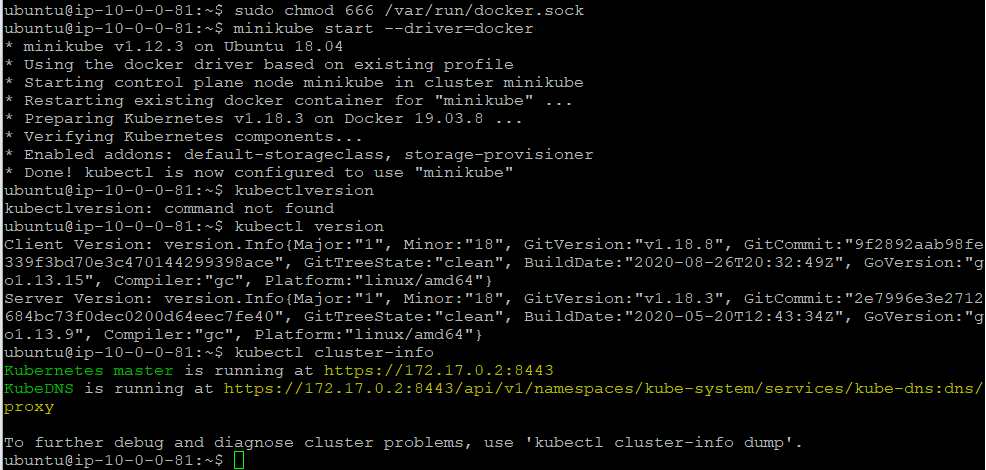 ubuntu@ip-10-0-0-81:~$ sudo chmod 666 /var/run/docker.sock
ubuntu@ip-10-0-0-81:~$ minikube start --driver=docker
* minikube v1.12.3 on Ubuntu 18.04
* Using the docker driver based on existing profile
* Starting control plane node minikube in cluster minikube
* Restarting existing docker container for "minikube" ...
* Preparing Kubernetes v1.18.3 on Docker 19.03.8 ...
* Verifying Kubernetes components...
* Enabled addons: default-storageclass, storage-provisioner
* Done! kubectl is now configured to use "minikube"
ubuntu@ip-10-0-0-81:~$ kubectlversion
kubectlversion: command not found
ubuntu@ip-10-0-0-81:~$ kubectl version
Client Version: version.Info{Major:"1", Minor:"18", GitVersion:"v1.18.8", GitCommit:"9f2892aab98fe
339f3bd70e3c470144299398ace", GitTreeState:"clean", BuildDate:"2020-08-26T20:32:49Z", GoVersion:"g
o1.13.15", Compiler:"gc", Platform:"linux/amd64"}
Server Version: version.Info{Major:"1", Minor:"18", GitVersion:"v1.18.3", GitCommit:"2e7996e3e2712
684bc73f0dec0200d64eec7fe40", GitTreeState:"clean", BuildDate:"2020-05-20T12:43:34Z", GoVersion:"g
o1.13.9", Compiler:"gc", Platform:"linux/amd64"}
ubuntu@ip-10-0-0-81:~$ kubectl cluster-info
Kubernetes master is running at https://172.17.0.2:8443
KubeDNS is running at https://172.17.0.2:8443/api/v1/namespaces/kube-system/services/kube-dns:dns/
proxy
To further debug and diagnose cluster problems, use 'kubectl cluster-info dump'.
ubuntu@ip-10-0-0-81:~$